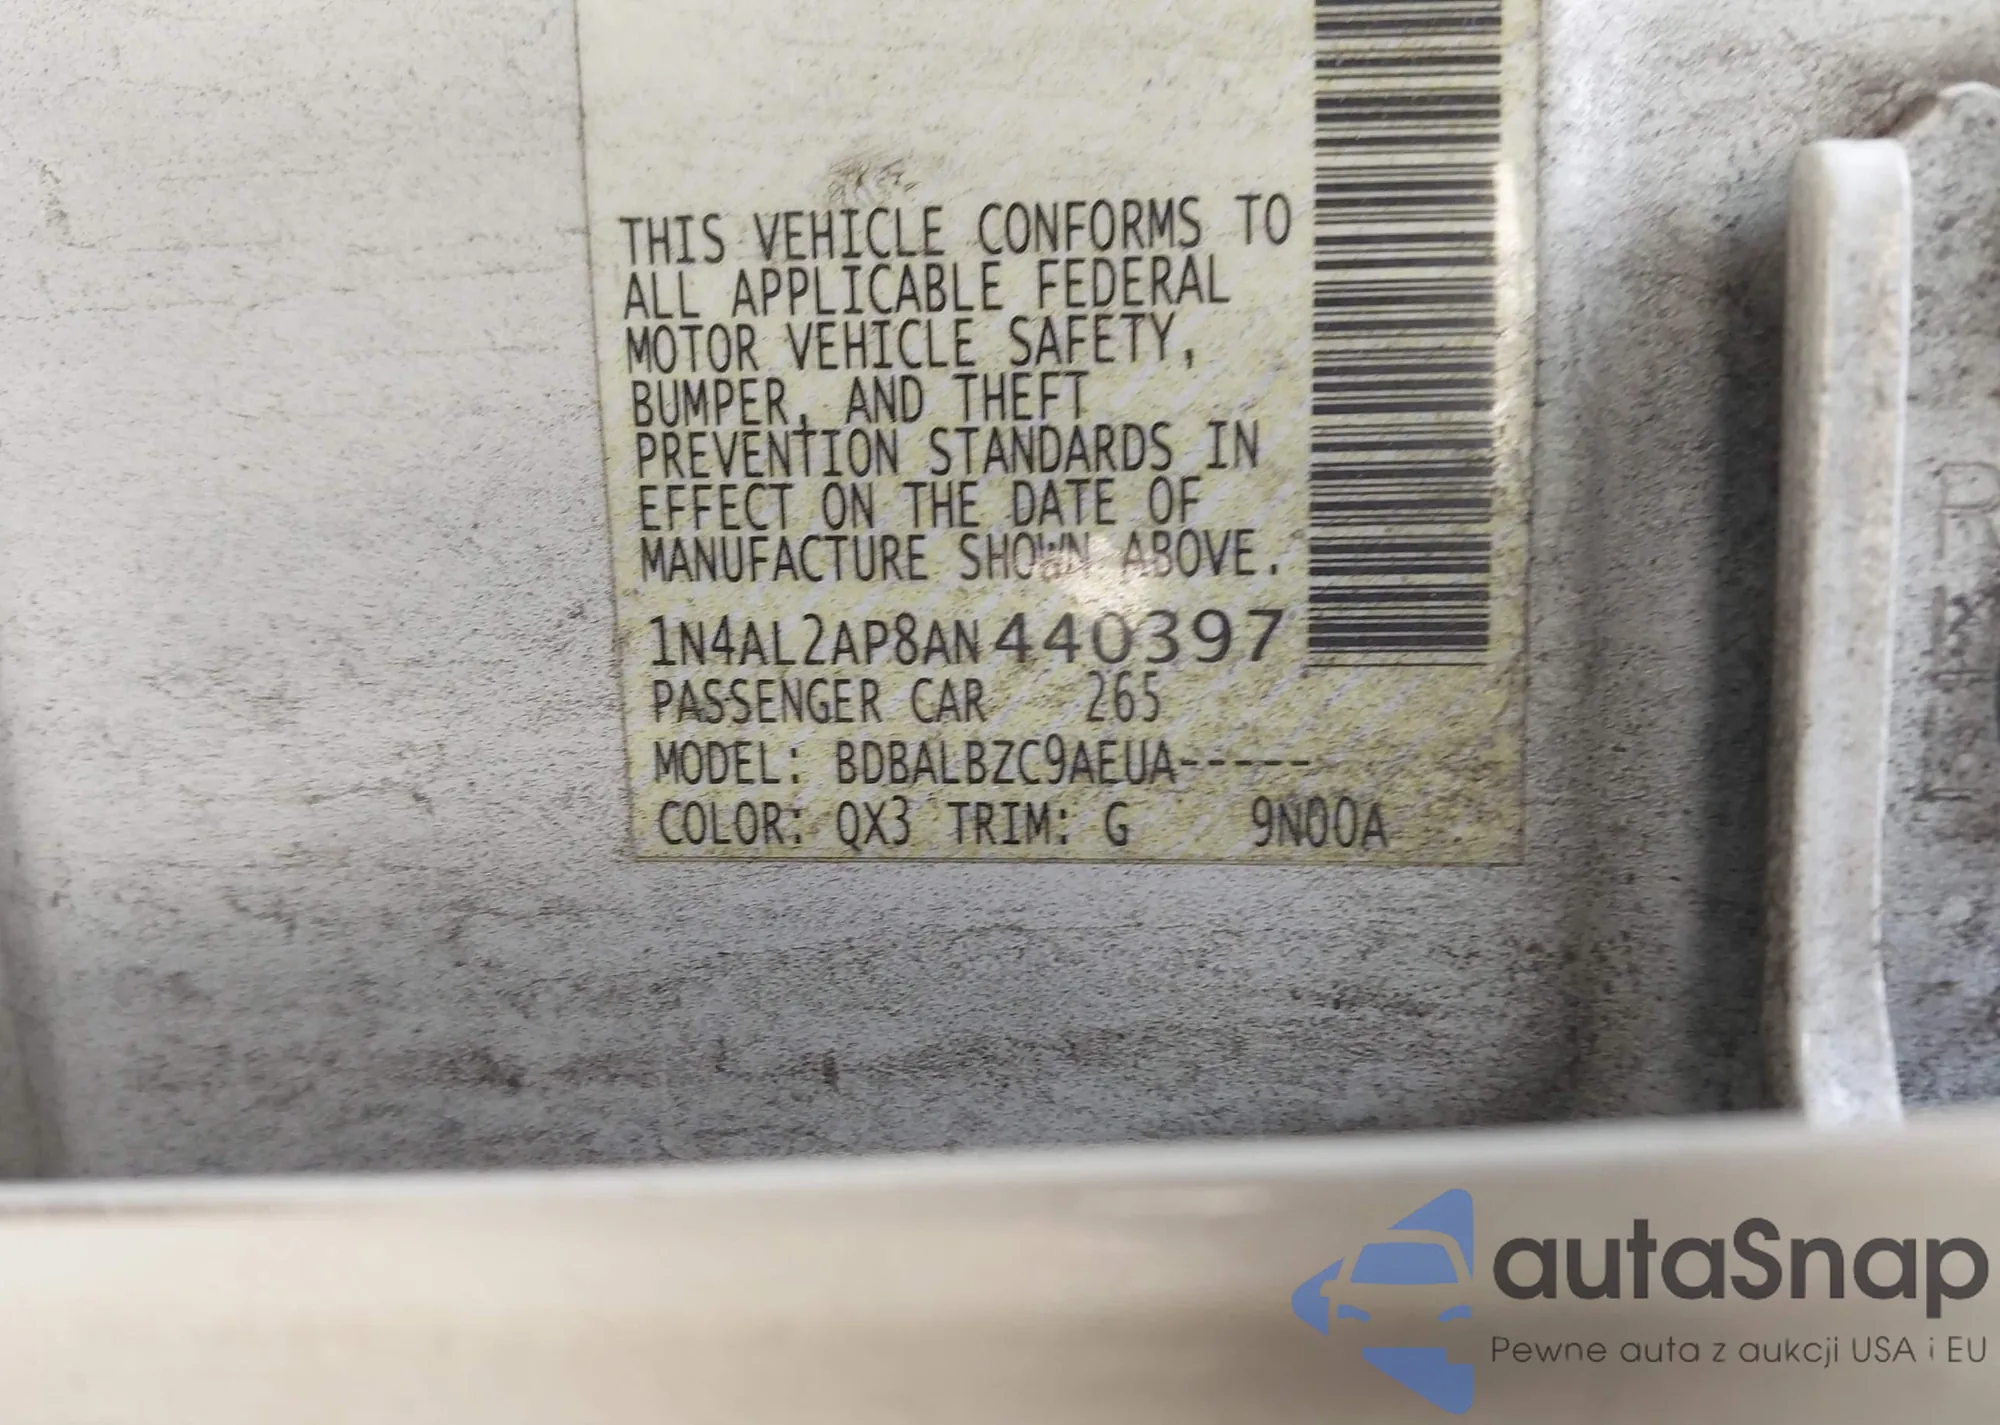 THIS VEHICLE CONFORMS TO
ALL APPLICABLE FEDERAL
MOTOR VEHICLE SAFETY,
BUMPER, AND THEFT
PREVENTION STANDARDS IN
EFFECT ON THE DATE OF
MANUFACTURE SHOWN ABOVE.
1N4AL2AP8AN440397
PASSENGER CAR 265
MODEL: BDBALBZC9AEUA-----
COLOR: QX3 TRIM: G 9N00A
autaSnap
Pewne auta z aukcji USA i EU